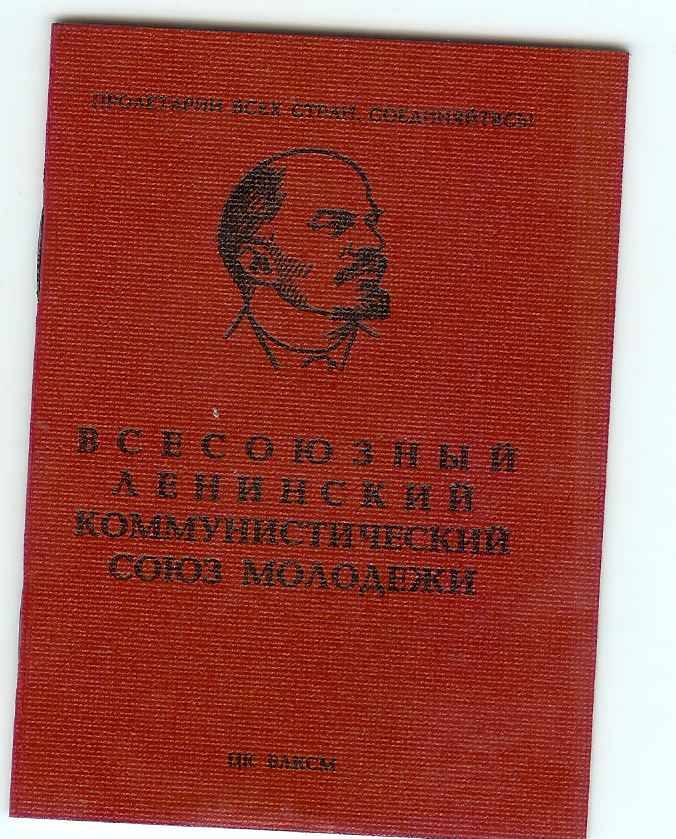 ПРОЛЕТАРИИ ВСЕХ СТРАН, СОЕДИНЯЙТЕСЬ!
ВСЕСОЮЗНЫЙ
ЛЕНИНСКИЙ
КОММУНИСТИЧЕСКИЙ
СОЮЗ МОЛОДЕЖИ
ЦК ВЛКСМ